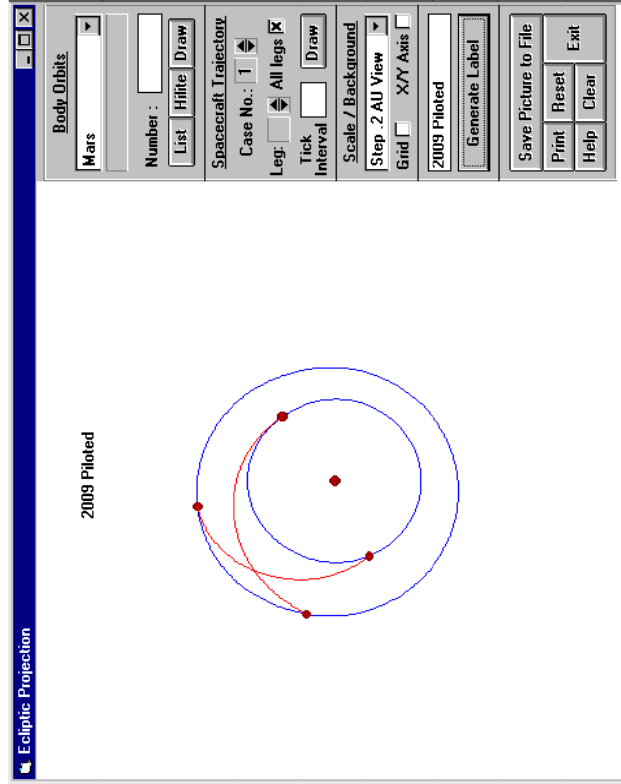 Ecliptic Projection
2009 Piloted
Body Orbits
Mars
Number :
List Hilite Draw
Spacecraft Trajectory
Case No.: 1
Leg: All legs
Tick
Interval
Draw
Scale / Background
Step .2 AU View
Grid X/Y Axis
2009 Piloted
Generate Label
Save Picture to File
Print Reset Exit
Help Clear